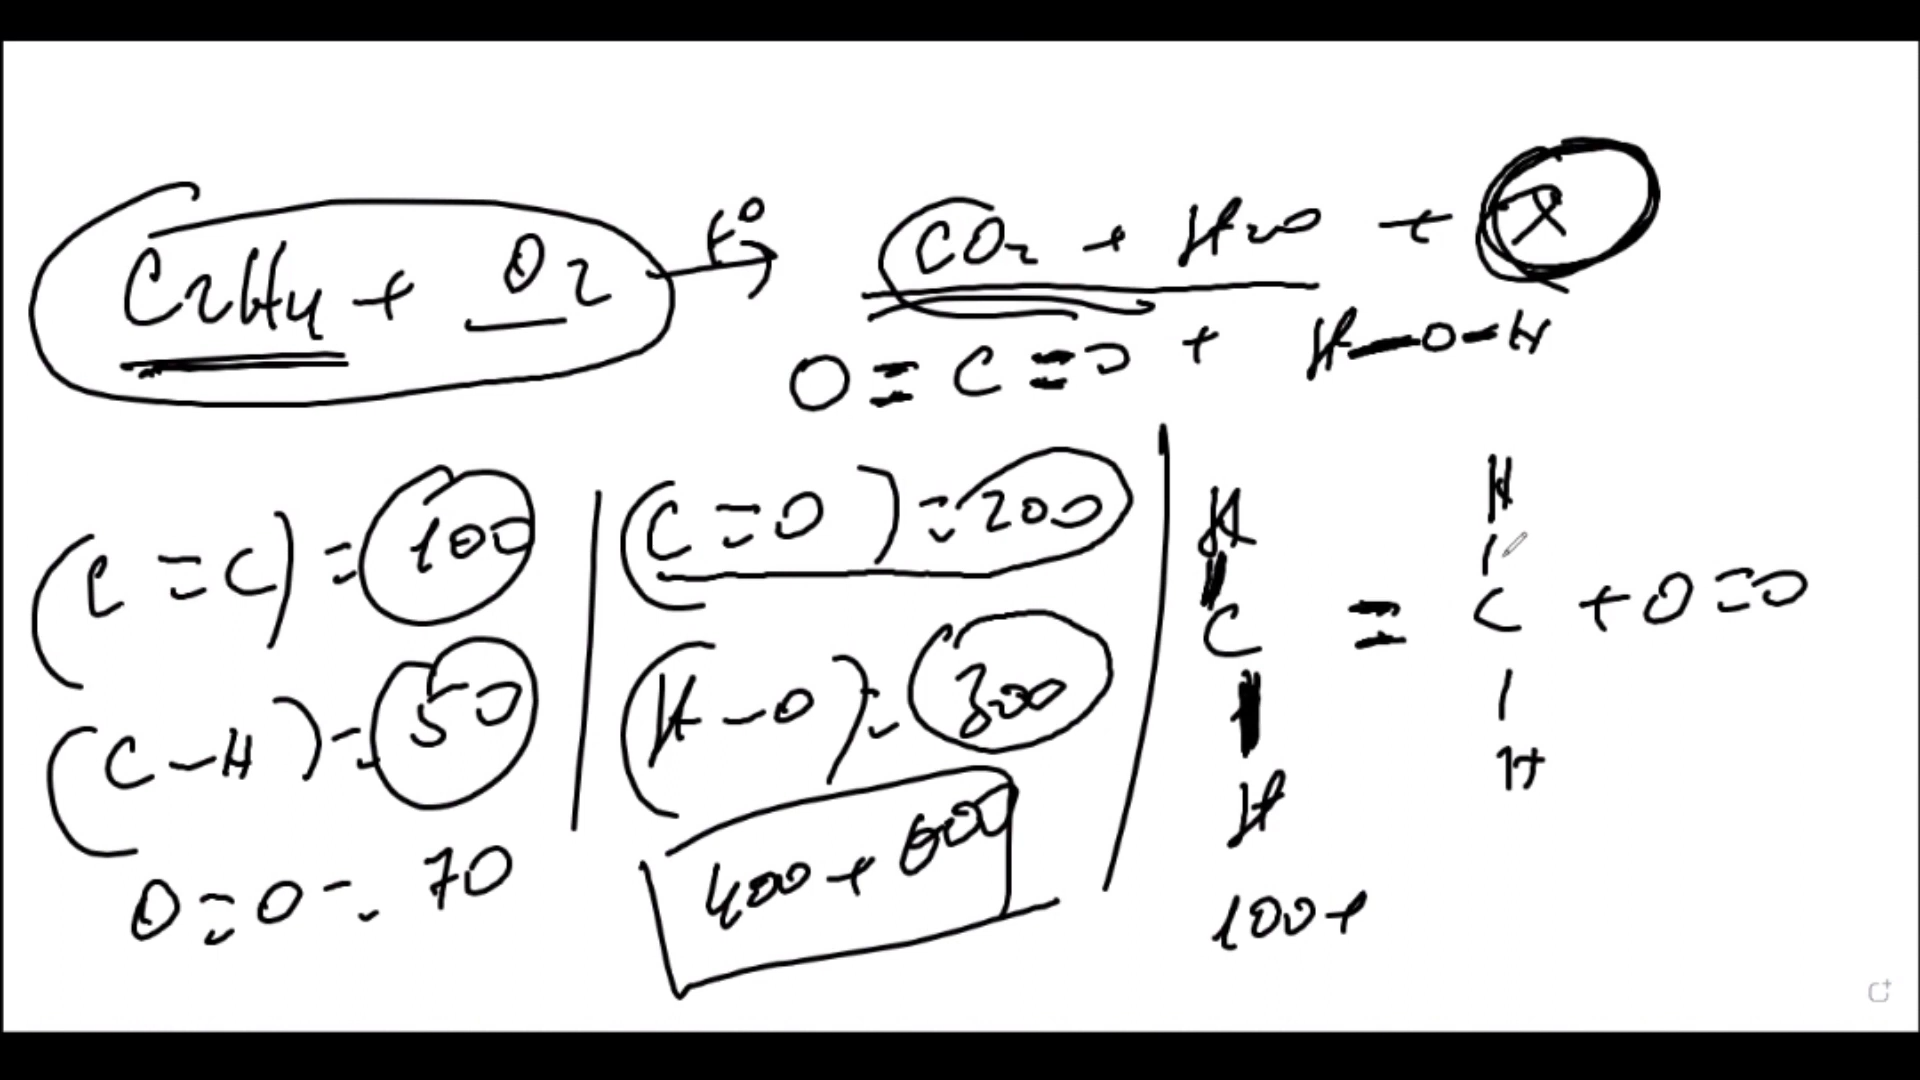 C2H4 + O2 → t° CO2 + H2O + X
O = C = O + H-O-H
(C = C) = 100
(C - H) = 50
O = O = 70
(C = O) = 200
(H - O) = 300
400 + 600
H H
| |
C = C + O = O
| |
H H
100 +